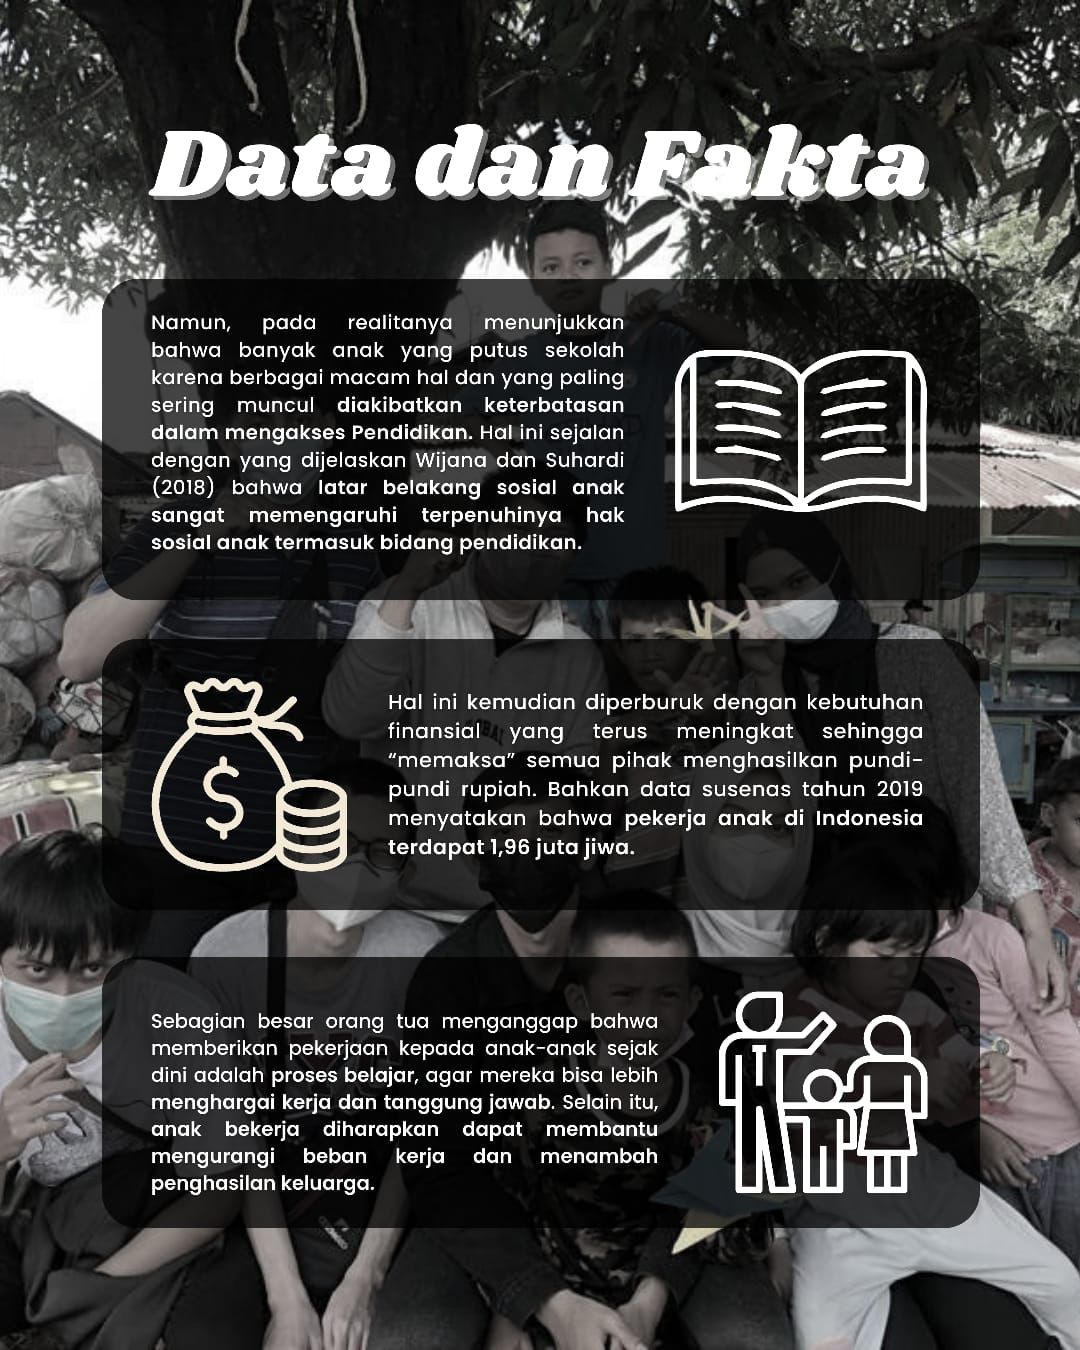 Data dan Fakta
Namun, pada realitanya menunjukkan
bahwa banyak anak yang putus sekolah
karena berbagai macam hal dan yang paling
sering muncul diakibatkan keterbatasan
dalam mengakses Pendidikan. Hal ini sejalan
dengan yang dijelaskan Wijana dan Suhardi
(2018) bahwa latar belakang sosial anak
sangat memengaruhi terpenuhinya hak
sosial anak termasuk bidang pendidikan.
$
Hal ini kemudian diperburuk dengan kebutuhan
finansial yang terus meningkat sehingga
“memaksa” semua pihak menghasilkan pundi-
pundi rupiah. Bahkan data susenas tahun 2019
menyatakan bahwa pekerja anak di Indonesia
terdapat 1,96 juta jiwa.
Sebagian besar orang tua menganggap bahwa
memberikan pekerjaan kepada anak-anak sejak
dini adalah proses belajar, agar mereka bisa lebih
menghargai kerja dan tanggung jawab. Selain itu,
anak bekerja diharapkan dapat membantu
mengurangi beban kerja dan menambah
penghasilan keluarga.